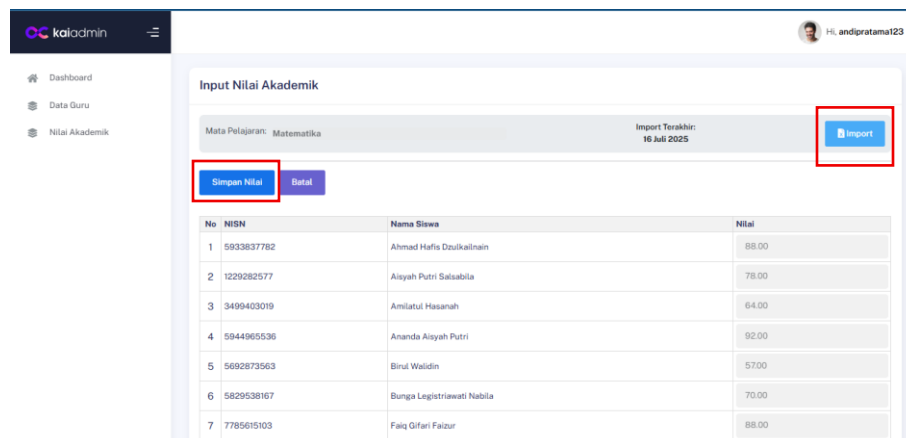 kaiadmin
Hi, andipratama123
Dashboard
Data Guru
Nilai Akademik
Input Nilai Akademik
Mata Pelajaran: Matematika
Import Terakhir:
16 Juli 2025
Import
Simpan Nilai Batal
No NISN Nama Siswa Nilai
1 5933837782 Ahmad Hafis Dzulkailnain 88.00
2 1229282577 Aisyah Putri Salsabila 78.00
3 3499403019 Amilatul Hasanah 64.00
4 5944965536 Ananda Aisyah Putri 92.00
5 5692873563 Birul Walidin 57.00
6 5829538167 Bunga Legistriawati Nabila 70.00
7 7785615103 Faiq Gifari Faizur 88.00